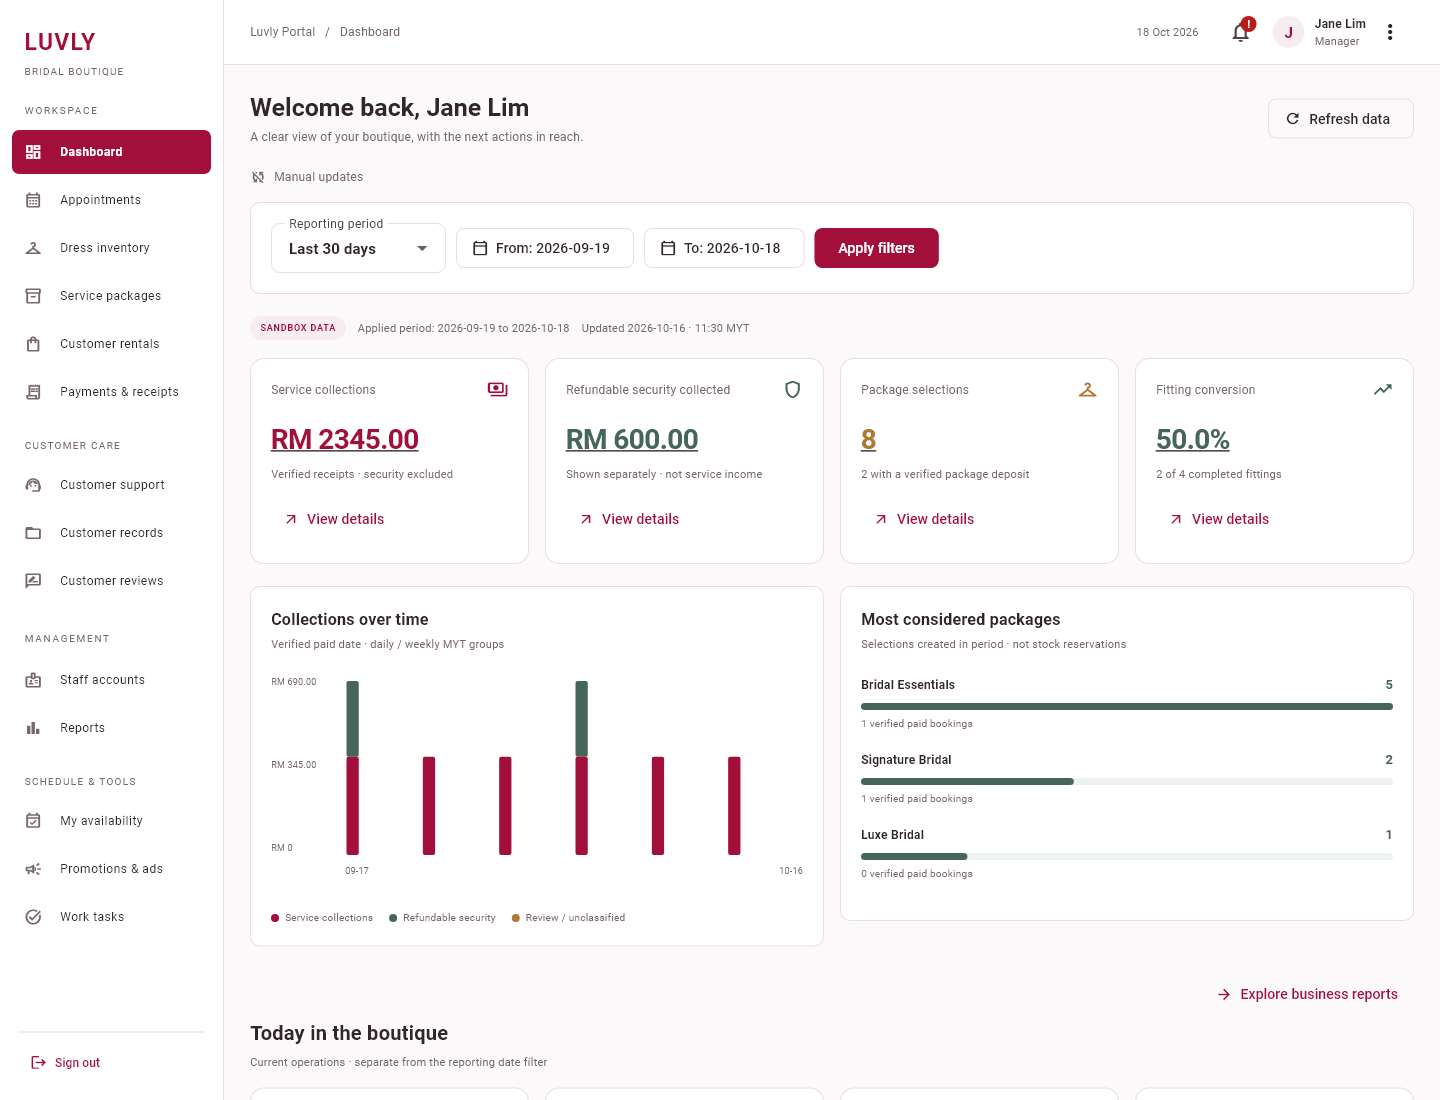 LUVLY
BRIDAL BOUTIQUE
WORKSPACE
Dashboard
Appointments
Dress inventory
Service packages
Customer rentals
Payments & receipts
CUSTOMER CARE
Customer support
Customer records
Customer reviews
MANAGEMENT
Staff accounts
Reports
SCHEDULE & TOOLS
My availability
Promotions & ads
Work tasks
Sign out
Luvly Portal / Dashboard
18 Oct 2026
!
J
Jane Lim
Manager
Welcome back, Jane Lim
A clear view of your boutique, with the next actions in reach.
Refresh data
Manual updates
Reporting period
Last 30 days
From: 2026-09-19
To: 2026-10-18
Apply filters
SANDBOX DATA
Applied period: 2026-09-19 to 2026-10-18
Updated 2026-10-16 · 11:30 MYT
Service collections
RM 2345.00
Verified receipts · security excluded
View details
Refundable security collected
RM 600.00
Shown separately · not service income
View details
Package selections
8
2 with a verified package deposit
View details
Fitting conversion
50.0%
2 of 4 completed fittings
View details
Collections over time
Verified paid date · daily / weekly MYT groups
RM 690.00
RM 345.00
RM 0
09-17
10-16
Service collections
Refundable security
Review / unclassified
Most considered packages
Selections created in period · not stock reservations
Bridal Essentials 5
1 verified paid bookings
Signature Bridal 2
1 verified paid bookings
Luxe Bridal 1
0 verified paid bookings
Explore business reports
Today in the boutique
Current operations · separate from the reporting date filter